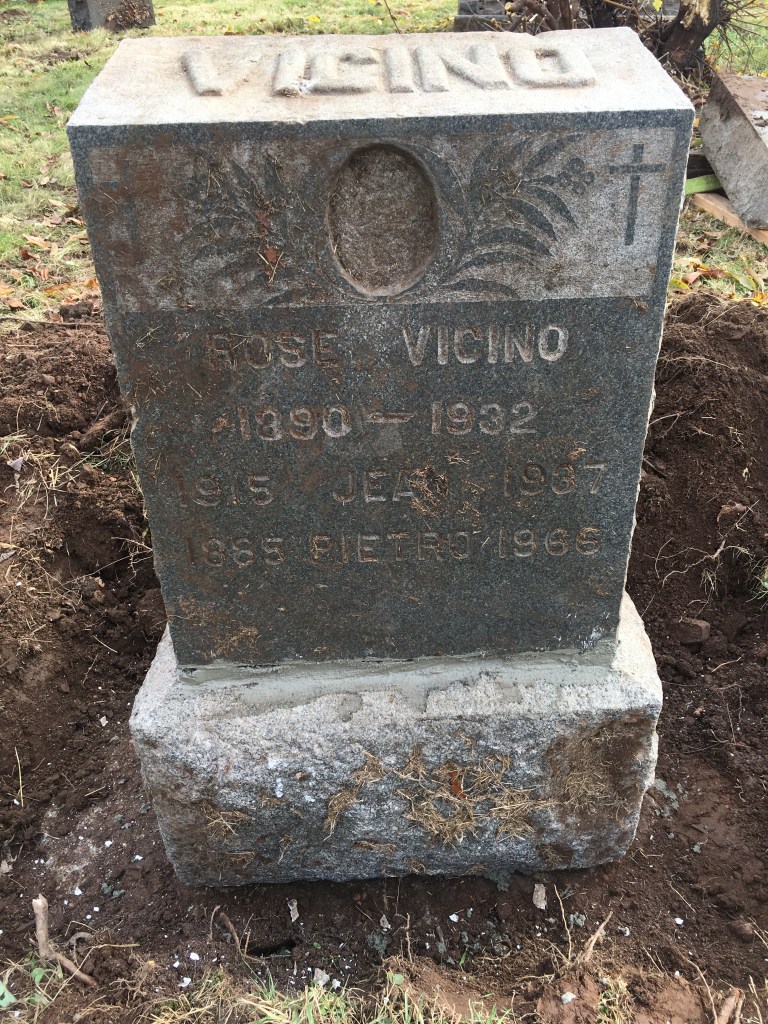 VICINO
ROSE VICINO
1890 — 1932
1915 JEAN 1937
1885 PIETRO 1966